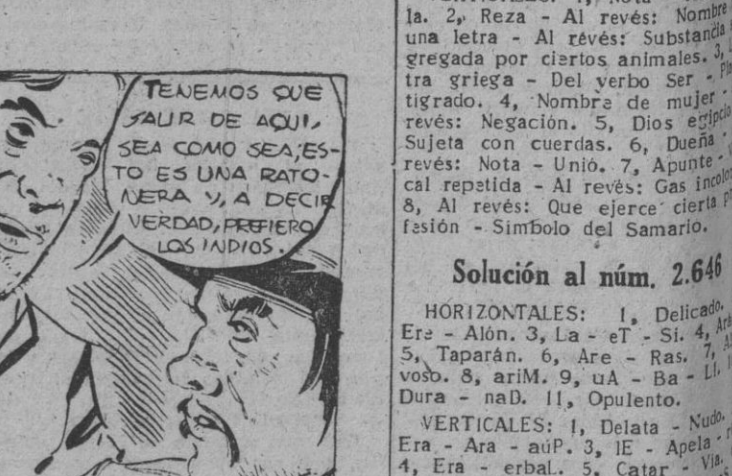 TENEMOS QUE
SALIR DE AQUI,
SEA COMO SEA, ES-
TO ES UNA RATO-
NERA Y, A DECIR
VERDAD, PREFIERO
LOS INDIOS.
la. 2, Reza - Al revés: Nombre
una letra - Al révés: Substancia
gregada por ciertos animales. 3,
tra griega - Del verbo Ser -
tigrado. 4, Nombre de mujer -
revés: Negación. 5, Dios egipcio
Sujeta con cuerdas. 6, Dueña -
revés: Nota - Unió. 7, Apunte -
cal repetida - Al revés: Gas incolo
8, Al revés: Que ejerce cierta
fesión - Símbolo del Samario.
Solución al núm. 2.646
HORIZONTALES: 1, Delicado.
Era - Alón. 3, La - eT - Si. 4,
5, Taparán. 6, Are - Ras. 7,
voso. 8, ariM. 9, uA - Ba - Ll.
Dura - naD. 11, Opulento.
VERTICALES: 1, Delata - Nudo.
Era - Ara - aúP. 3, lE - Apela -
4, Era - erbaL. 5, Catar Vía.